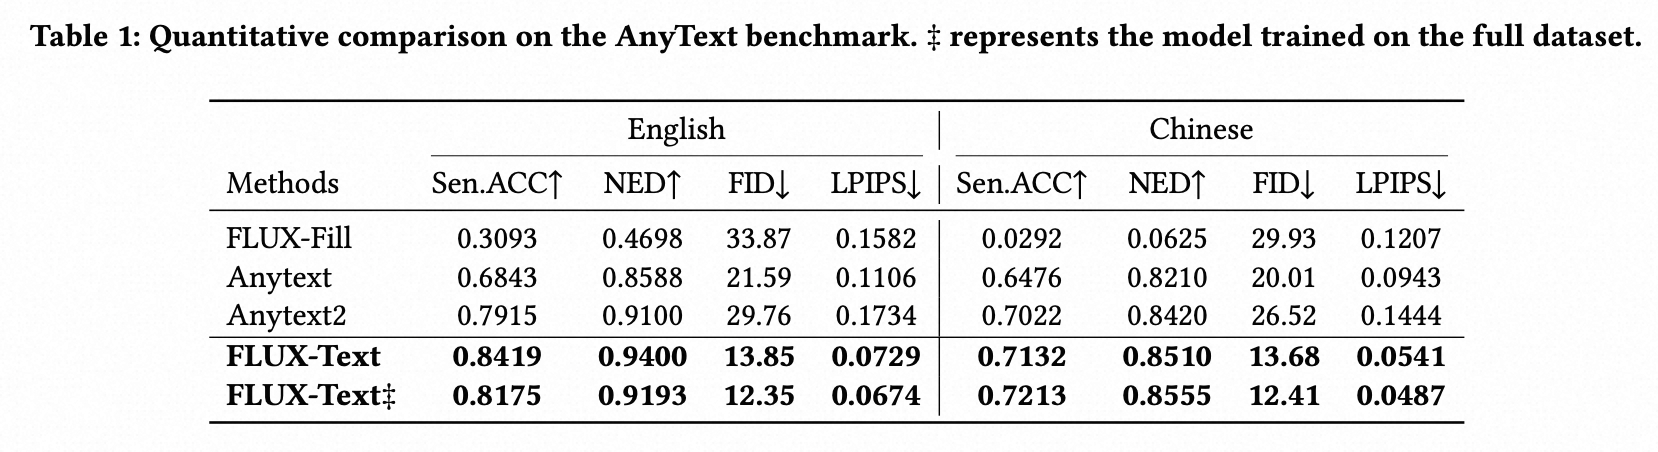 Table 1: Quantitative comparison on the AnyText benchmark. ‡ represents the model trained on the full dataset.
English Chinese
Methods Sen.ACC↑ NED↑ FID↓ LPIPS↓ Sen.ACC↑ NED↑ FID↓ LPIPS↓
FLUX-Fill 0.3093 0.4698 33.87 0.1582 0.0292 0.0625 29.93 0.1207
Anytext 0.6843 0.8588 21.59 0.1106 0.6476 0.8210 20.01 0.0943
Anytext2 0.7915 0.9100 29.76 0.1734 0.7022 0.8420 26.52 0.1444
FLUX-Text 0.8419 0.9400 13.85 0.0729 0.7132 0.8510 13.68 0.0541
FLUX-Text‡ 0.8175 0.9193 12.35 0.0674 0.7213 0.8555 12.41 0.0487